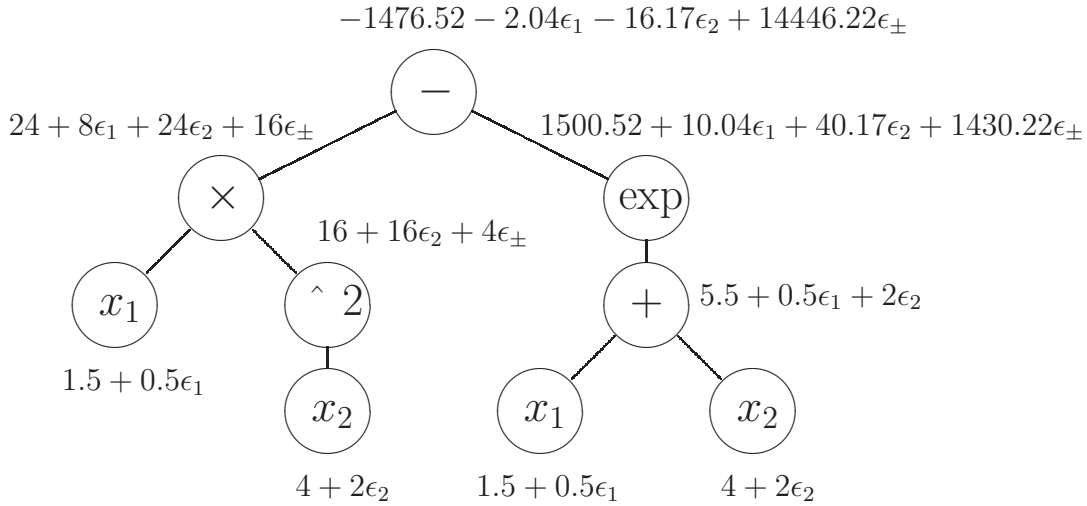 −1476.52 − 2.04ϵ₁ − 16.17ϵ₂ + 14446.22ϵ±
−
24 + 8ϵ₁ + 24ϵ₂ + 16ϵ±
1500.52 + 10.04ϵ₁ + 40.17ϵ₂ + 1430.22ϵ±
×
exp
16 + 16ϵ₂ + 4ϵ±
x₁
ˆ 2
+
5.5 + 0.5ϵ₁ + 2ϵ₂
1.5 + 0.5ϵ₁
x₂
x₁
x₂
4 + 2ϵ₂
1.5 + 0.5ϵ₁
4 + 2ϵ₂